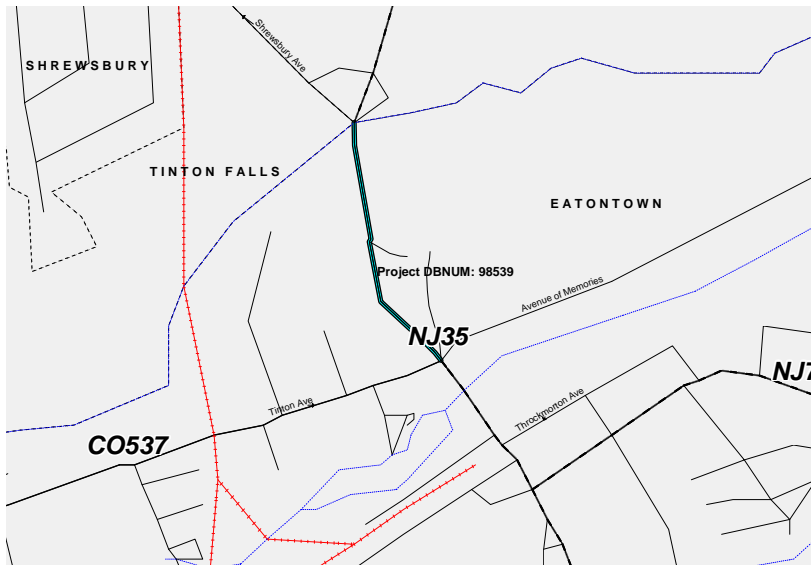 Shrewsbury Ave
SHREWSBURY
TINTON FALLS
EATONTOWN
Project DBNUM: 98539
Avenue of Memories
NJ35
NJ7
Tinton Ave
Throckmorton Ave
CO537